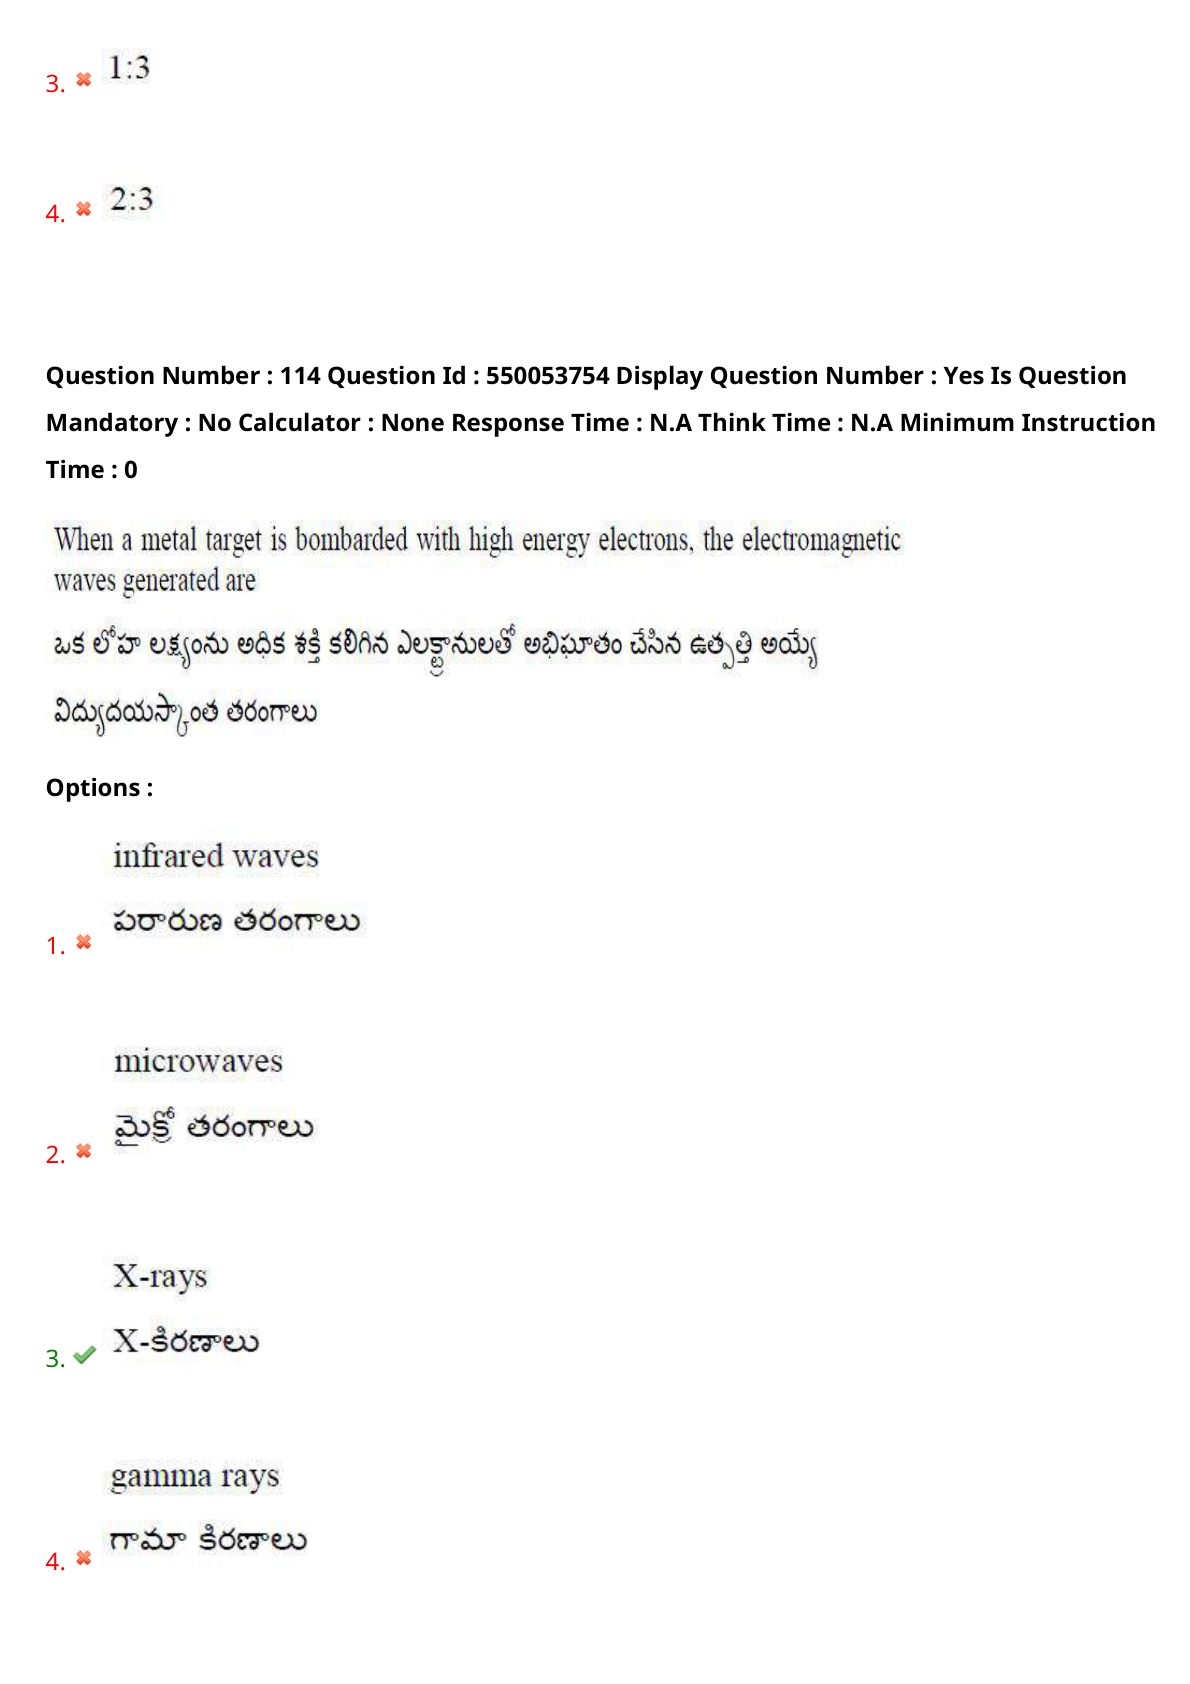 3. 1:3
4. 2:3
Question Number : 114 Question Id : 550053754 Display Question Number : Yes Is Question
Mandatory : No Calculator : None Response Time : N.A Think Time : N.A Minimum Instruction
Time : 0
When a metal target is bombarded with high energy electrons, the electromagnetic
waves generated are
ఒక లోహ లక్ష్యంను అధిక శక్తి కలిగిన ఎలక్ట్రానులతో అభిఘాతం చేసిన ఉత్పత్తి అయ్యే
విద్యుదయస్కాంత తరంగాలు
Options :
infrared waves
పరారుణ తరంగాలు
1.
microwaves
మైక్రో తరంగాలు
2.
X-rays
X-కిరణాలు
3.
gamma rays
గామా కిరణాలు
4.